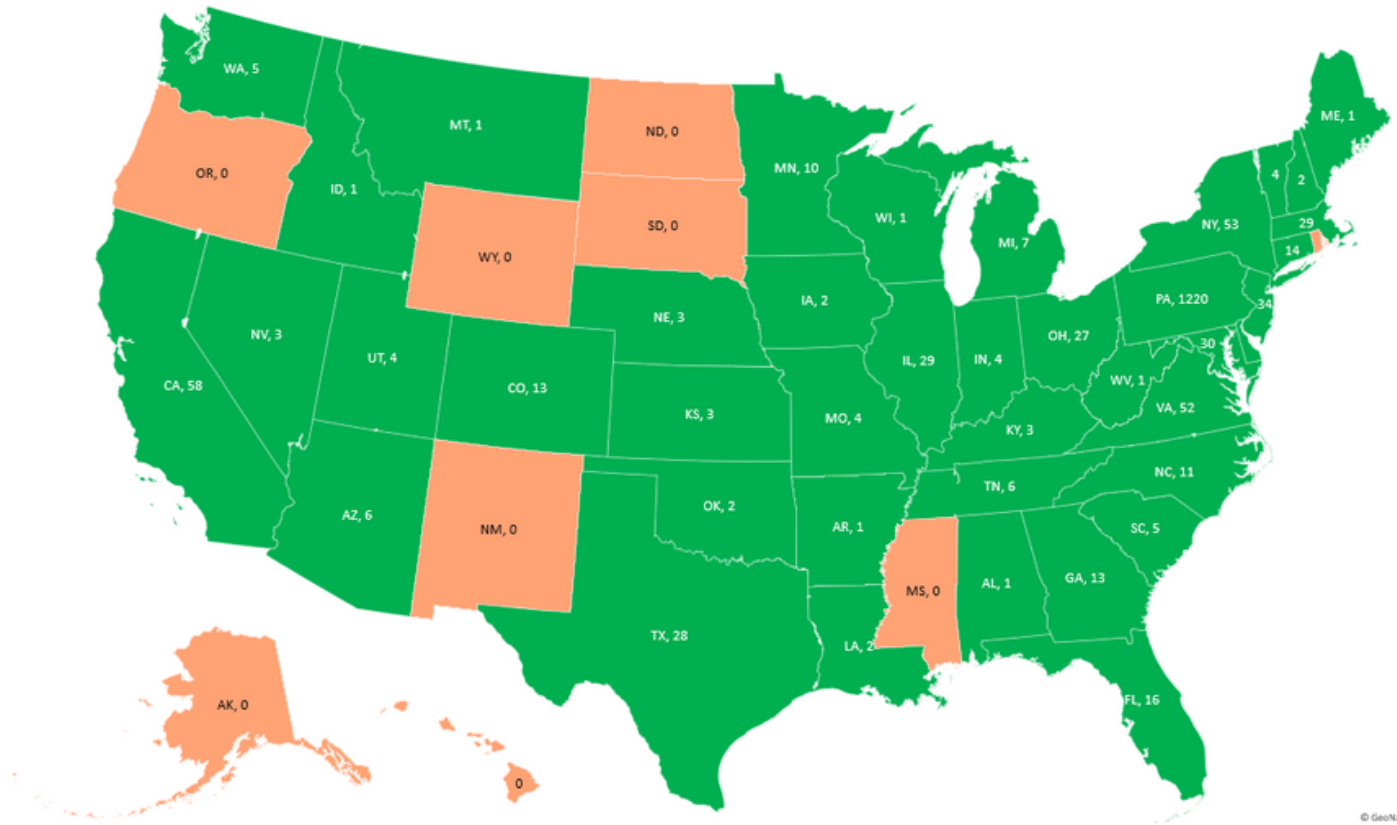 WA, 5
ME, 1
MT, 1
ND, 0
MN, 10
OR, 0
4
2
ID, 1
WI, 1
NY, 53
29
SD, 0
MI, 7
14
WY, 0
IA, 2
PA, 1220
34
NE, 3
NV, 3
OH, 27
30
UT, 4
IL, 29
IN, 4
CA, 58
CO, 13
WV, 1
VA, 52
KS, 3
MO, 4
KY, 3
NC, 11
TN, 6
OK, 2
AZ, 6
NM, 0
AR, 1
SC, 5
MS, 0
AL, 1
GA, 13
TX, 28
LA, 2
FL, 16
AK, 0
0
© GeoN